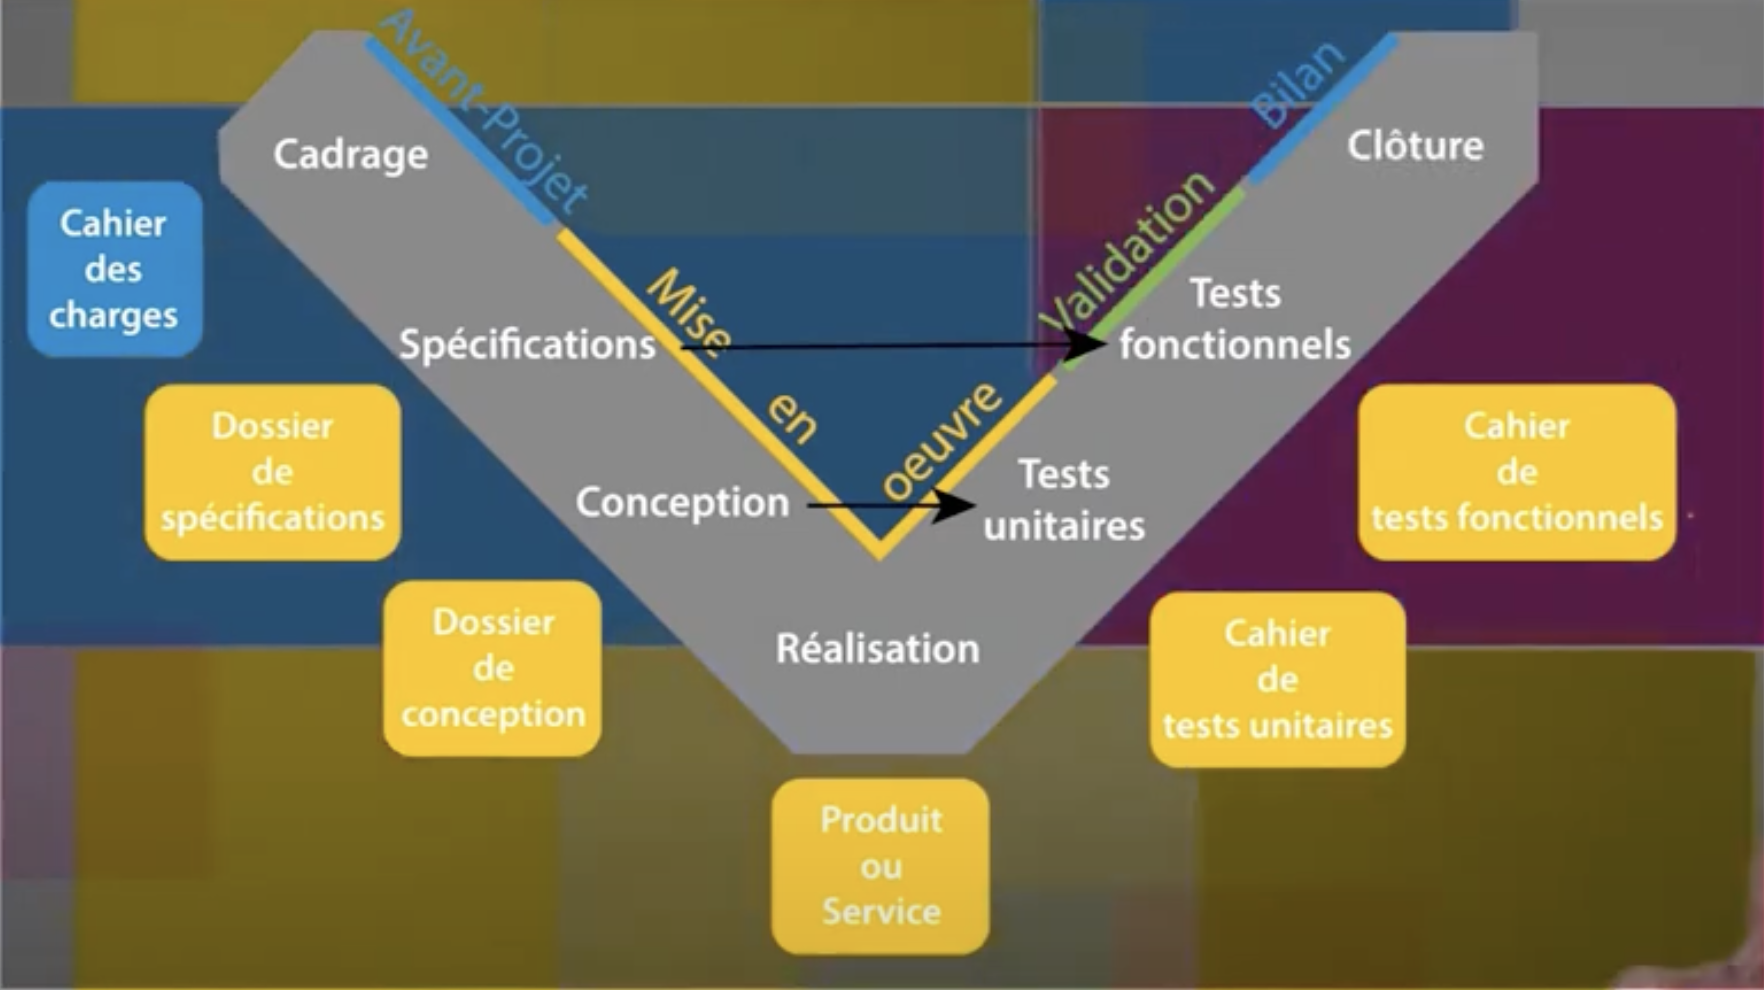 Avant-Projet
Bilan
Cadrage
Clôture
Cahier
des
charges
Validation
Mise
en
oeuvre
Spécifications
Tests
fonctionnels
Dossier
de
spécifications
Conception
Tests
unitaires
Cahier
de
tests fonctionnels
Dossier
de
conception
Réalisation
Cahier
de
tests unitaires
Produit
ou
Service